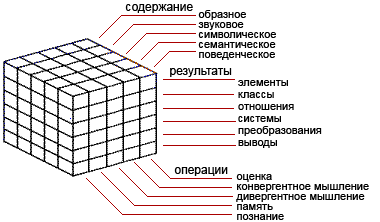 содержание
образное
звуковое
символическое
семантическое
поведенческое
результаты
элементы
классы
отношения
системы
преобразования
выводы
операции
оценка
конвергентное мышление
дивергентное мышление
память
познание